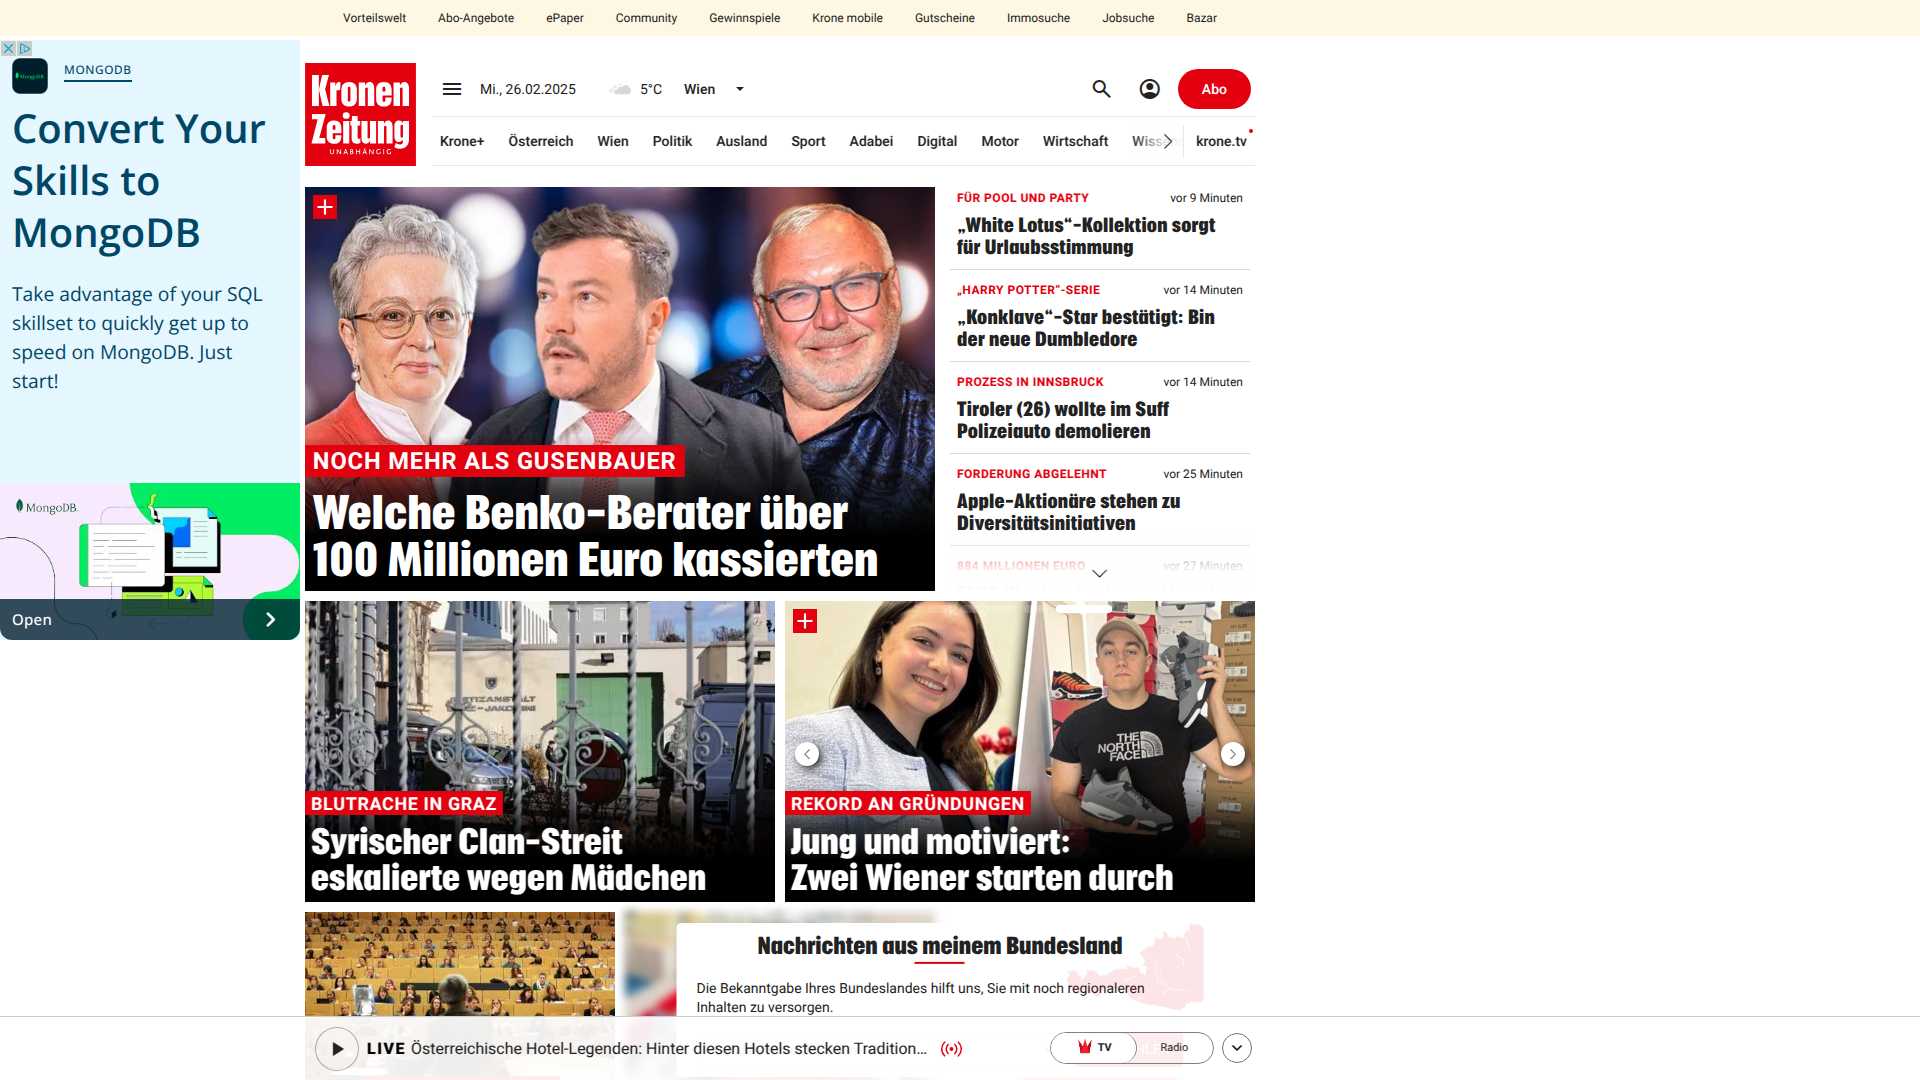 Vorteilswelt
Abo-Angebote
ePaper
Community
Gewinnspiele
Krone mobile
Gutscheine
Immosuche
Jobsuche
Bazar
MONGODB
Convert Your
Skills to
MongoDB
Take advantage of your SQL
skillset to quickly get up to
speed on MongoDB. Just
start!
MongoDB.
Open
Kronen
Zeitung
UNABHÄNGIG
Mi., 26.02.2025
5°C
Wien
Abo
Krone+
Österreich
Wien
Politik
Ausland
Sport
Adabei
Digital
Motor
Wirtschaft
krone.tv
NOCH MEHR ALS GUSENBAUER
Welche Benko-Berater über
100 Millionen Euro kassierten
FÜR POOL UND PARTY
vor 9 Minuten
„White Lotus“-Kollektion sorgt
für Urlaubsstimmung
„HARRY POTTER“-SERIE
vor 14 Minuten
„Konklave“-Star bestätigt: Bin
der neue Dumbledore
PROZESS IN INNSBRUCK
vor 14 Minuten
Tiroler (26) wollte im Suff
Polizeiauto demolieren
FORDERUNG ABGELEHNT
vor 25 Minuten
Apple-Aktionäre stehen zu
Diversitätsinitiativen
884 MILLIONEN EURO
vor 27 Minuten
BLUTRACHE IN GRAZ
Syrischer Clan-Streit
eskalierte wegen Mädchen
THE
NORTH
FACE
REKORD AN GRÜNDUNGEN
Jung und motiviert:
Zwei Wiener starten durch
Nachrichten aus meinem Bundesland
Die Bekanntgabe Ihres Bundeslandes hilft uns, Sie mit noch regionaleren
Inhalten zu versorgen.
LIVE Österreichische Hotel-Legenden: Hinter diesen Hotels stecken Tradition...
TV
Radio